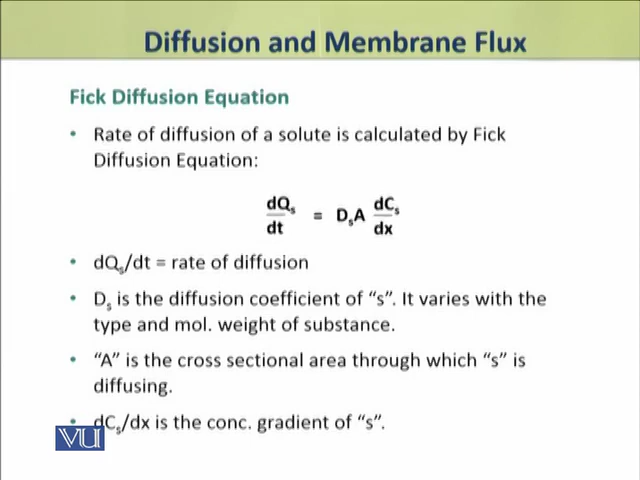 Diffusion and Membrane Flux
Fick Diffusion Equation
• Rate of diffusion of a solute is calculated by Fick
Diffusion Equation:
dQₛ/dt = DₛA dCₛ/dx
• dQₛ/dt = rate of diffusion
• Dₛ is the diffusion coefficient of “s”. It varies with the
type and mol. weight of substance.
• “A” is the cross sectional area through which “s” is
diffusing.
• dCₛ/dx is the conc. gradient of “s”.
VU